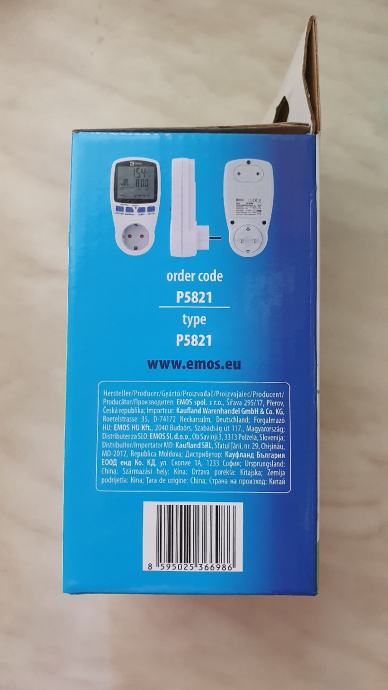 order code
P5821
type
P5821
www.emos.eu
Hersteller/Producer/Gyártó/Proizvođač/Proizvajalec/Producent/
Producător/Производител: EMOS spol. s r.o., Šírava 295/17, Přerov,
Česká republika; Importeur: Kaufland Warenhandel GmbH & Co. KG,
Roetelstrasse 35, D-74172 Neckarsulm, Deutschland; Forgalmazó
HU: EMOS HU Kft., 2040 Budaörs, Szabadság út 117., Magyarország;
Distributer za SLO: EMOS SI, d.o.o., Ob Savinji 3, 3313 Polzela, Slovenija;
Distribuitor/Importator MD: Kaufland SRL, Sfatul Țării, nr. 29, Chișinău,
MD-2012, Republica Moldova; Дистрибутор: Кауфланд България
ЕООД енд Ко. КД, ул. Скопие 1А, 1233 София; Ursprungsland:
China; Származási hely: Kína; Država porekla: Kitajska; Zemlja
podrijetla: Kina; Țara de origine: China; Страна на произход: Китай
8 595025 366986